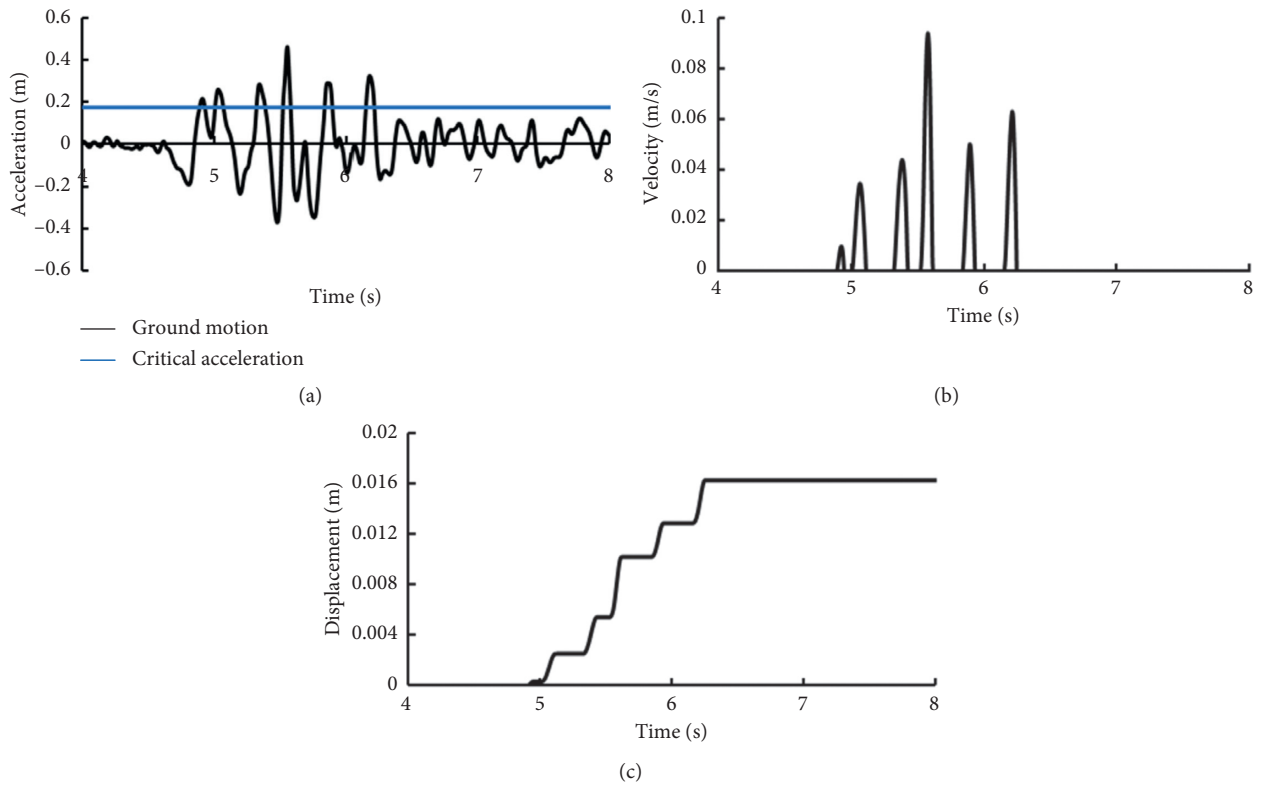 0.6
0.4
0.2
0
−0.2
−0.4
−0.6
Acceleration (m)
4 5 6 7 8
Time (s)
Ground motion
Critical acceleration
(a)
0.1
0.08
0.06
0.04
0.02
0
Velocity (m/s)
4 5 6 7 8
Time (s)
(b)
0.02
0.016
0.012
0.008
0.004
0
Displacement (m)
4 5 6 7 8
Time (s)
(c)